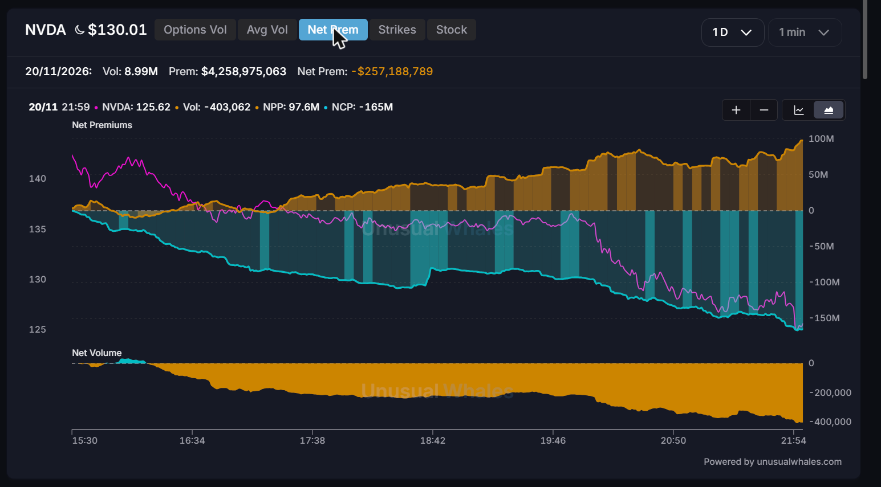 NVDA $130.01 Options Vol Avg Vol Net Prem Strikes Stock 1 D 1 min
20/11/2026: Vol: 8.99M Prem: $4,258,975,063 Net Prem: -$257,188,789
20/11 21:59 • NVDA: 125.62 • Vol: -403,062 • NPP: 97.6M • NCP: -165M
Net Premiums
100M
140
50M
0
135
Unusual Whales
-50M
130
-100M
-150M
125
Net Volume
0
Unusual Whales
-200,000
-400,000
15:30 16:34 17:38 18:42 19:46 20:50 21:54
Powered by unusualwhales.com